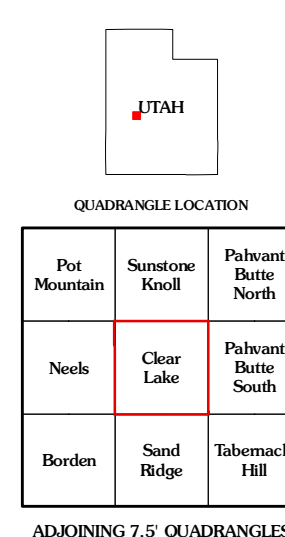 UTAH
QUADRANGLE LOCATION
Pot
Mountain
Sunstone
Knoll
Pahvant
Butte
North
Neels
Clear
Lake
Pahvant
Butte
South
Borden
Sand
Ridge
Tabernacl
Hill
ADJOINING 7.5' QUADRANGLES